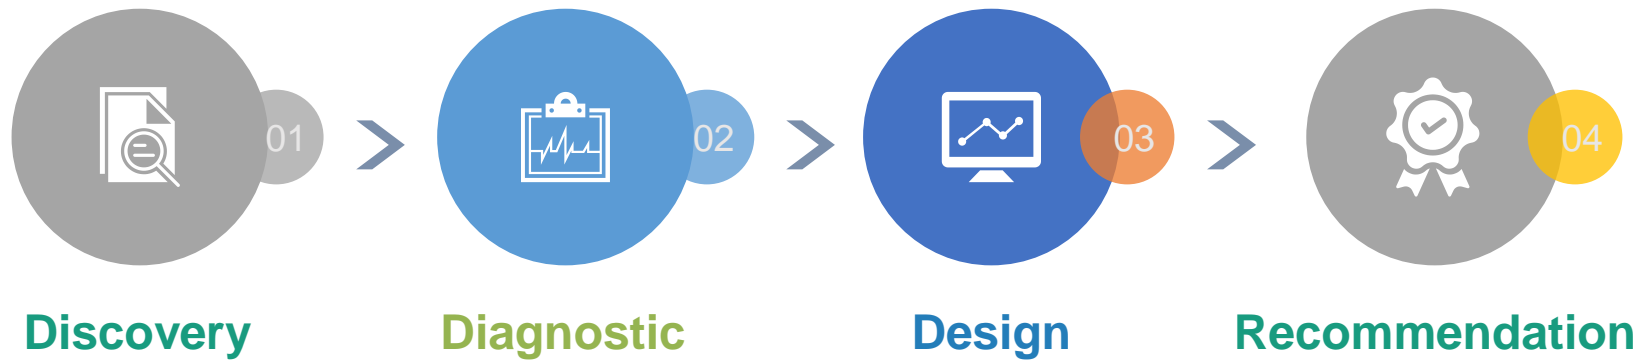 01
02
03
04
Discovery
Diagnostic
Design
Recommendation